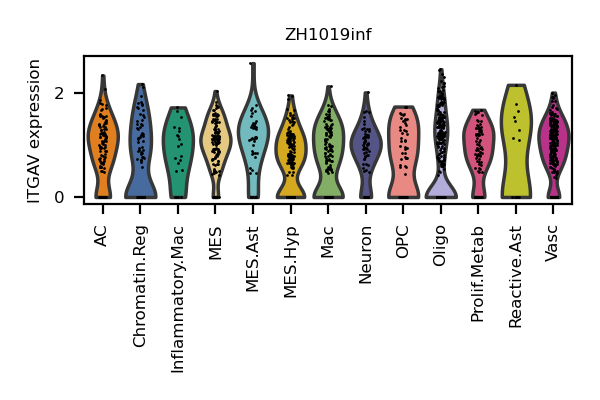 ZH1019inf
ITGAV expression
2
0
AC
Chromatin.Reg
Inflammatory.Mac
MES
MES.Ast
MES.Hyp
Mac
Neuron
OPC
Oligo
Prolif.Metab
Reactive.Ast
Vasc